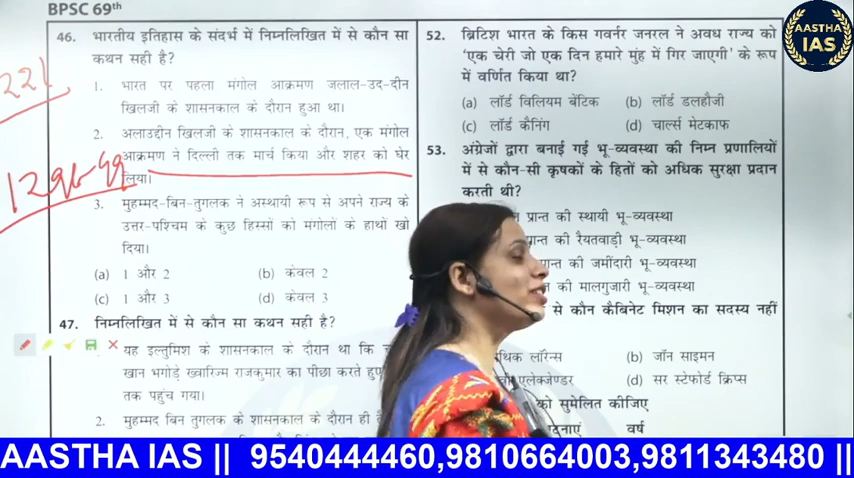 BPSC 69th
46. भारतीय इतिहास के संदर्भ में निम्नलिखित में से कौन सा
कथन सही है?
1. भारत पर पहला मंगोल आक्रमण जलाल-उद-दीन
खिलजी के शासनकाल के दौरान हुआ था।
2. अलाउद्दीन खिलजी के शासनकाल के दौरान, एक मंगोल
आक्रमण ने दिल्ली तक मार्च किया और शहर को घेर
लिया।
3. मुहम्मद-बिन-तुगलक ने अस्थायी रूप से अपने राज्य के
उत्तर-पश्चिम के कुछ हिस्सों को मंगोलों के हाथों खो
दिया।
(a) 1 और 2 (b) केवल 2
(c) 1 और 3 (d) केवल 3
47. निम्नलिखित में से कौन सा कथन सही है?
यह इल्तुमिश के शासनकाल के दौरान था कि
खान भगोड़े ख्वारिज्म राजकुमार का पीछा करते हुए
तक पहुंच गया।
2. मुहम्मद बिन तुगलक के शासनकाल के दौरान ही
221
1296-99
52. ब्रिटिश भारत के किस गवर्नर जनरल ने अवध राज्य को
'एक चेरी जो एक दिन हमारे मुंह में गिर जाएगी' के रूप
में वर्णित किया था?
(a) लॉर्ड विलियम बेंटिक (b) लॉर्ड डलहौजी
(c) लॉर्ड कैनिंग (d) चार्ल्स मेटकाफ
53. अंग्रेजों द्वारा बनाई गई भू-व्यवस्था की निम्न प्रणालियों
में से कौन-सी कृषकों के हितों को अधिक सुरक्षा प्रदान
करती थी?
प्रान्त की स्थायी भू-व्यवस्था
प्रान्त की रैयतवाड़ी भू-व्यवस्था
प्रान्त की जमींदारी भू-व्यवस्था
की मालगुजारी भू-व्यवस्था
से कौन कैबिनेट मिशन का सदस्य नहीं
लॉरेन्स (b) जॉन साइमन
एलेक्जेण्डर (d) सर स्टेफोर्ड क्रिप्स
को सुमेलित कीजिए
वर्ष
AASTHA
IAS
AASTHA IAS || 9540444460,9810664003,9811343480 ||